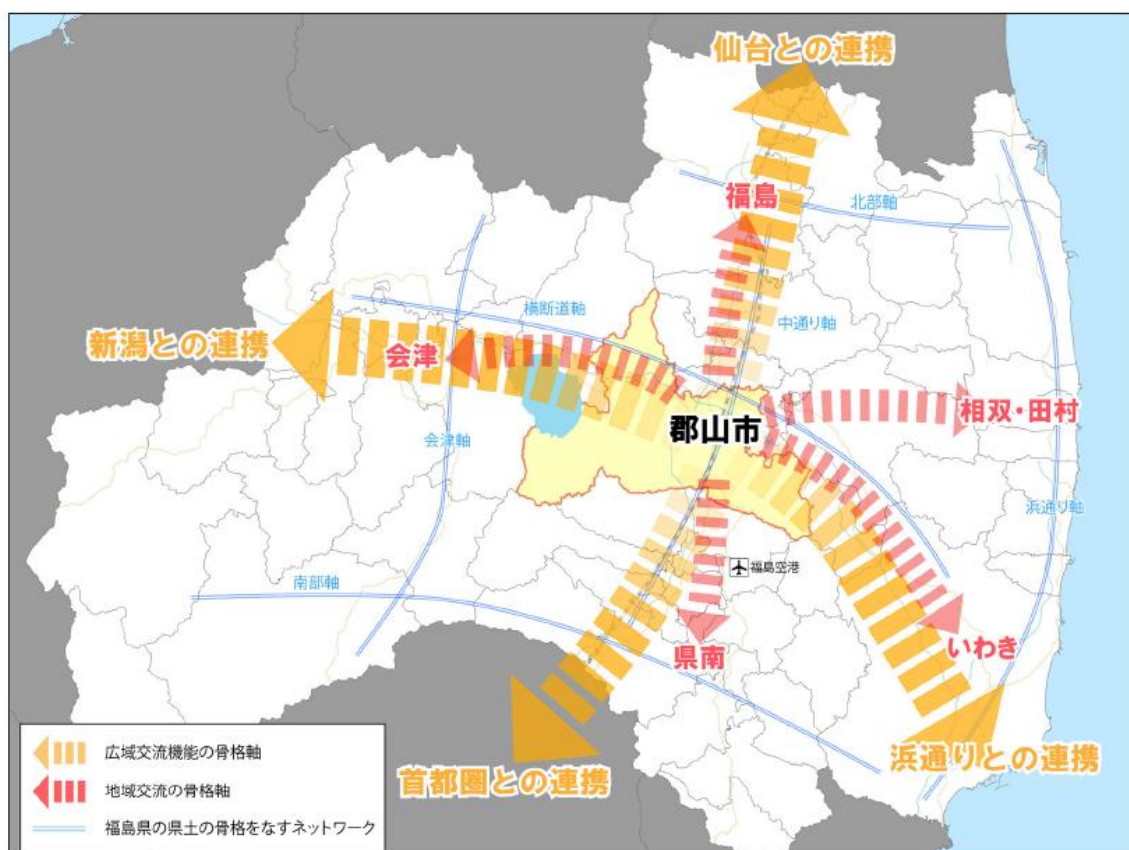 仙台との連携
福島
北部軸
横断道軸
中通り軸
新潟との連携
会津
相双・田村
郡山市
会津軸
浜通り軸
福島空港
南部軸
県南
いわき
浜通りとの連携
首都圏との連携
広域交流機能の骨格軸
地域交流の骨格軸
福島県の県土の骨格をなすネットワーク